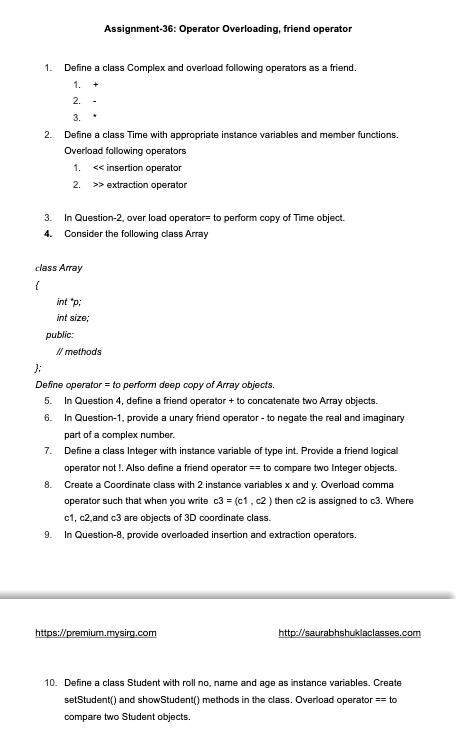 Assignment-36: Operator Overloading, friend operator
1. Define a class Complex and overload following operators as a friend.
1. +
2. -
3. *
2. Define a class Time with appropriate instance variables and member functions.
Overload following operators
1. << insertion operator
2. >> extraction operator
3. In Question-2, over load operator= to perform copy of Time object.
4. Consider the following class Array
class Array
{
int *p;
int size;
public:
// methods
};
Define operator = to perform deep copy of Array objects.
5. In Question 4, define a friend operator + to concatenate two Array objects.
6. In Question-1, provide a unary friend operator - to negate the real and imaginary
part of a complex number.
7. Define a class Integer with instance variable of type int. Provide a friend logical
operator not !. Also define a friend operator == to compare two Integer objects.
8. Create a Coordinate class with 2 instance variables x and y. Overload comma
operator such that when you write c3 = (c1 , c2 ) then c2 is assigned to c3. Where
c1, c2,and c3 are objects of 3D coordinate class.
9. In Question-8, provide overloaded insertion and extraction operators.
https://premium.mysirg.com http://saurabhshuklaclasses.com
10. Define a class Student with roll no, name and age as instance variables. Create
setStudent() and showStudent() methods in the class. Overload operator == to
compare two Student objects.